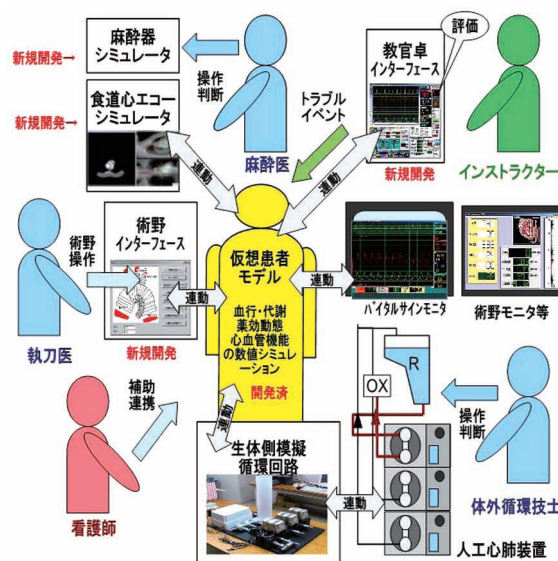 新規開発→
麻酔器
シミュレータ
操作
判断
麻酔医
新規開発→
食道心エコー
シミュレータ
連動
トラブル
イベント
教官卓
インターフェース
評価
連動
新規開発
インストラクター
術野
操作
術野
インターフェース
連動
執刀医
新規開発
仮想患者
モデル
血行・代謝
薬効動態
心血管機能
の数値シミュ
レーション
開発済
連動
バイタルサインモニタ
術野モニタ等
補助
連携
看護師
連動
生体側模擬
循環回路
連動
OX
R
操作
判断
体外循環技士
人工心肺装置